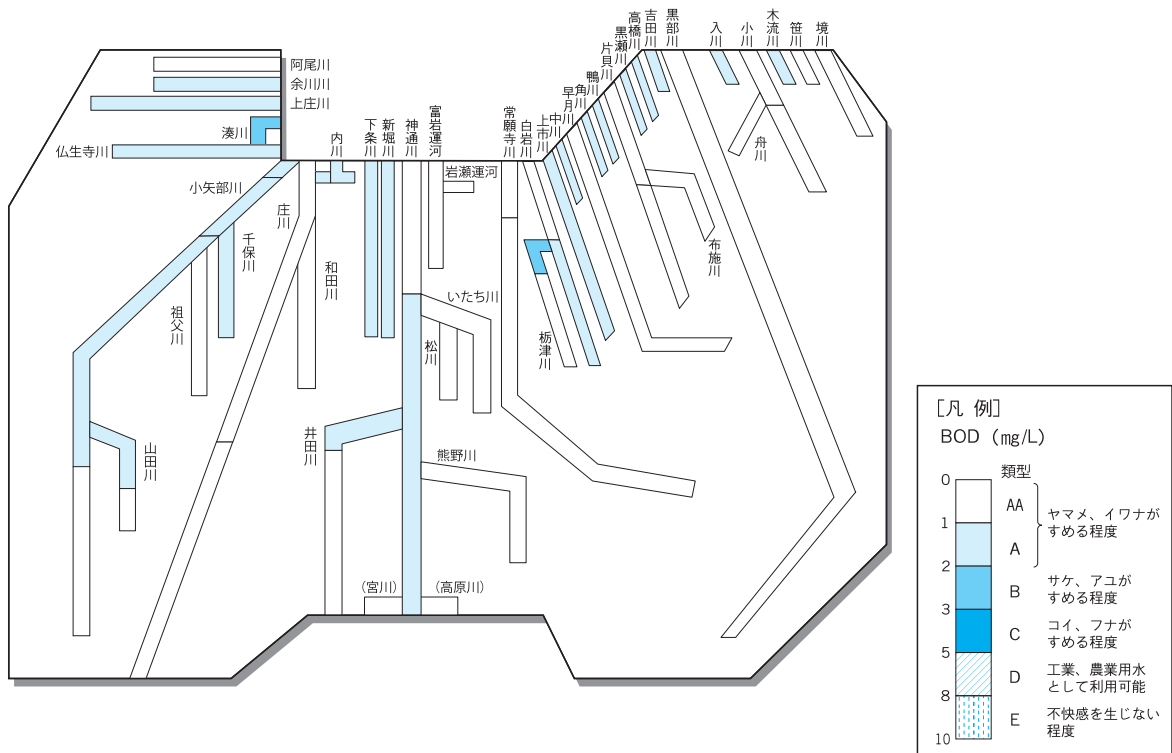 阿尾川
余川川
上庄川
湊川
仏生寺川
小矢部川
庄川
千保川
祖父川
山田川
和田川
内川
下条川
新堀川
神通川
富岩運河
岩瀬運河
いたち川
松川
井田川
熊野川
(宮川)
(高原川)
常願寺川
白岩川
上市川
中川
早月川
角川
鴨川
片貝川
黒瀬川
高橋川
吉田川
黒部川
入川
小川
木流川
笹川
境川
舟川
布施川
栃津川
[凡 例]
BOD (mg/L)
類型
0
AA
1
A
ヤマメ、イワナが
すめる程度
2
B
サケ、アユが
すめる程度
3
C
コイ、フナが
すめる程度
5
D
工業、農業用水
として利用可能
8
E
不快感を生じない
程度
10